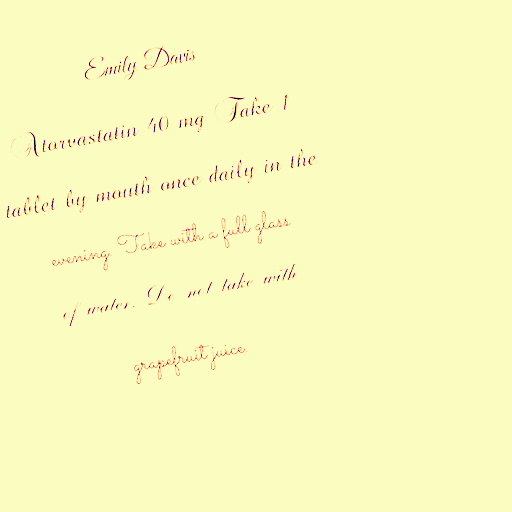 Emily Davis
Atorvastatin 40 mg Take 1
tablet by mouth once daily in the
evening. Take with a full glass
of water. Do not take with
grapefruit juice.